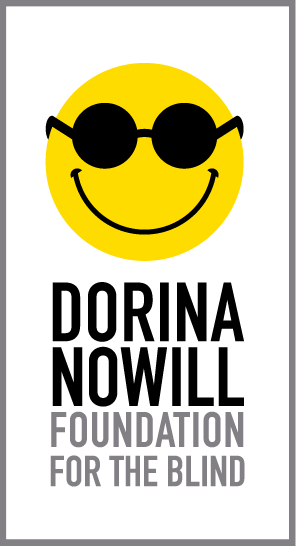 DORINA
NOWILL
FOUNDATION
FOR THE BLIND